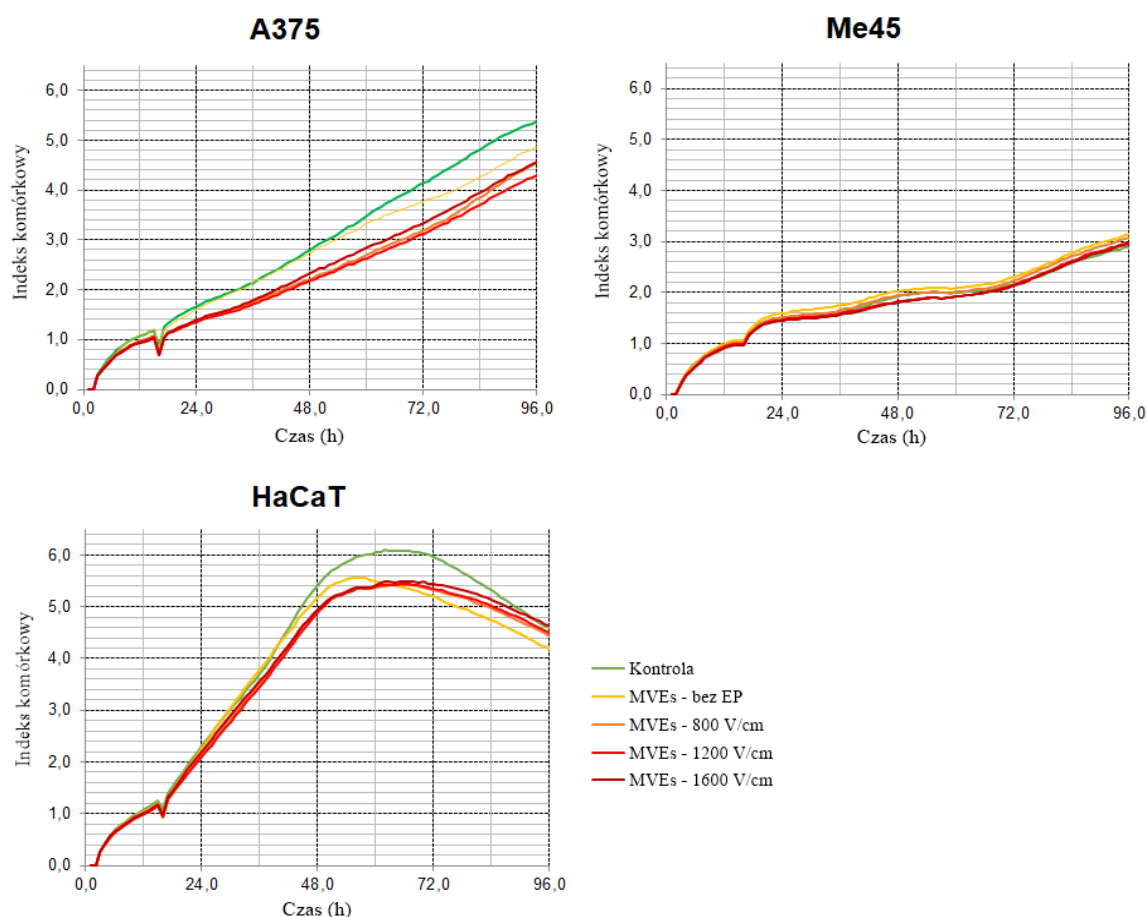 A375
Indeks komórkowy
6,0
5,0
4,0
3,0
2,0
1,0
0,0
0,0 24,0 48,0 72,0 96,0
Czas (h)
Me45
Indeks komórkowy
6,0
5,0
4,0
3,0
2,0
1,0
0,0
0,0 24,0 48,0 72,0 96,0
Czas (h)
HaCaT
Indeks komórkowy
6,0
5,0
4,0
3,0
2,0
1,0
0,0
0,0 24,0 48,0 72,0 96,0
Czas (h)
Kontrola
MVEs - bez EP
MVEs - 800 V/cm
MVEs - 1200 V/cm
MVEs - 1600 V/cm